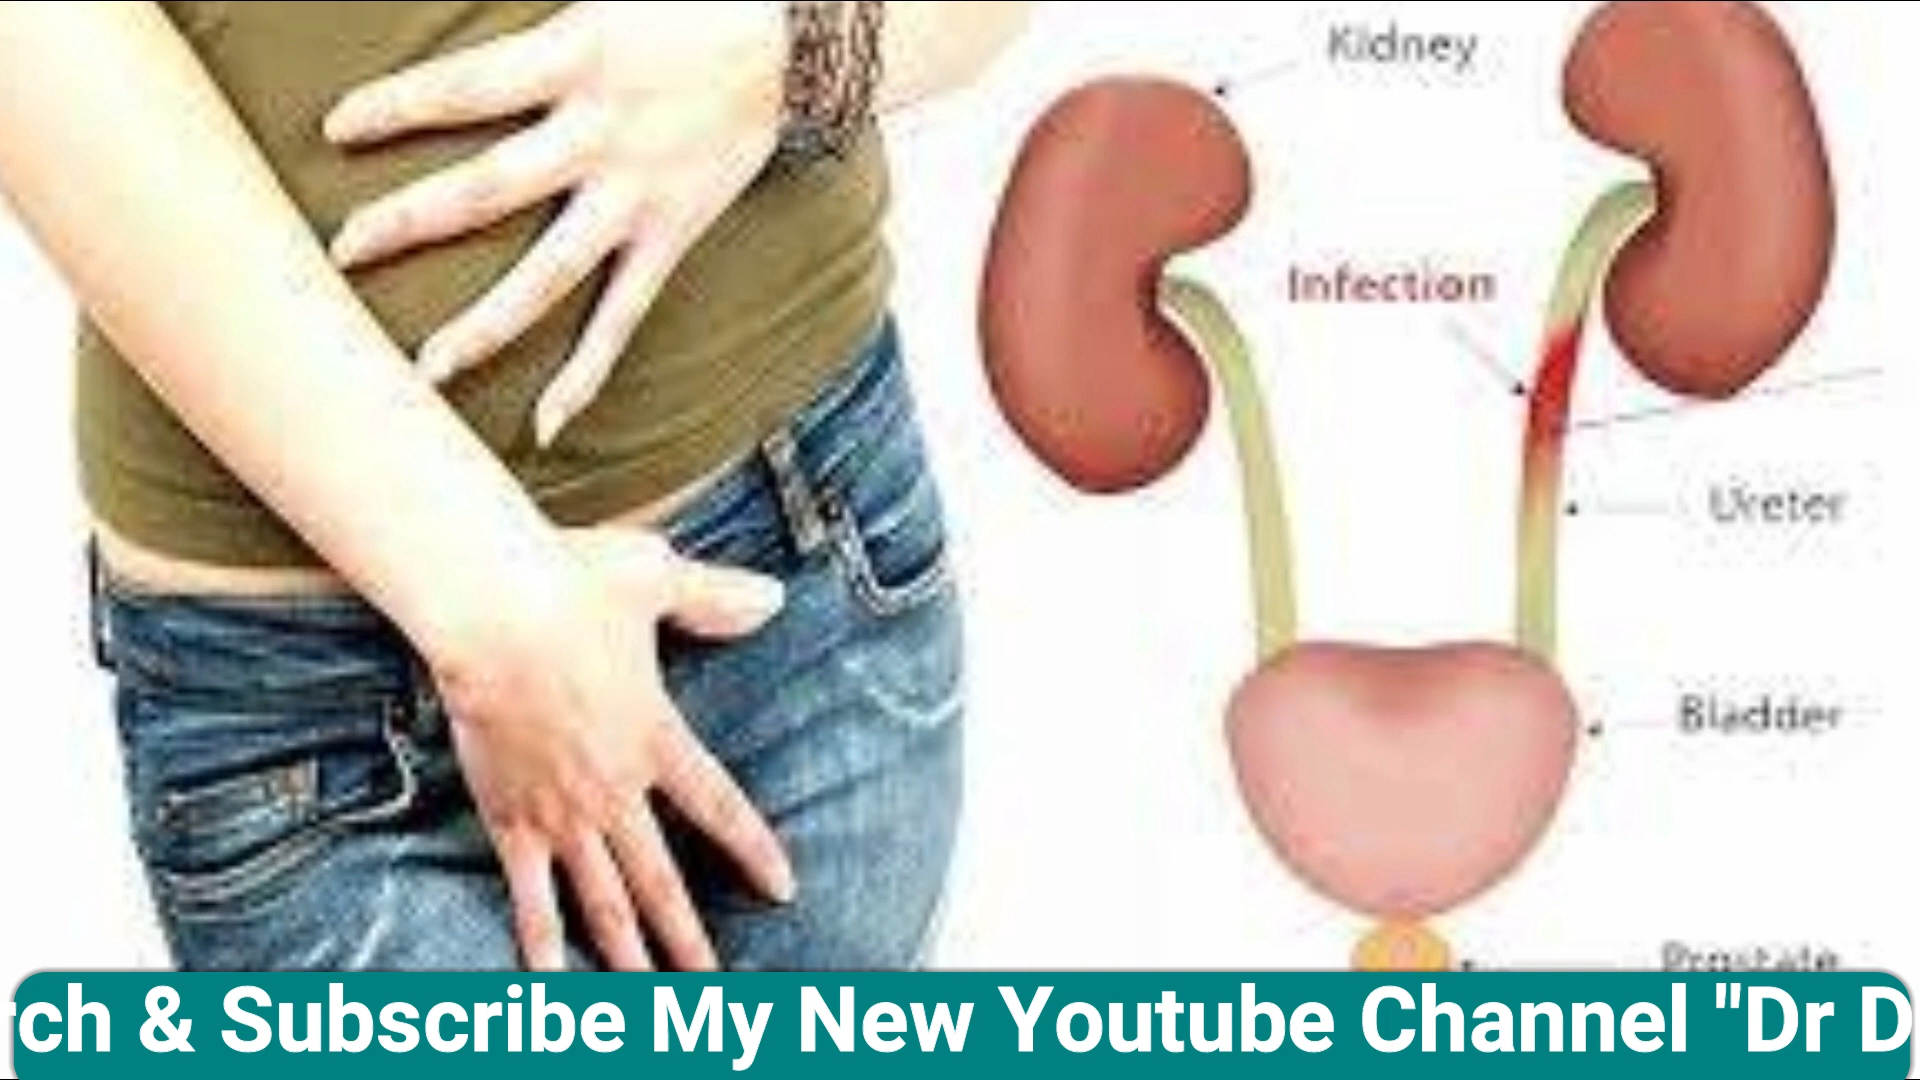 Kidney
Infection
Ureter
Bladder
Prostate
ch & Subscribe My New Youtube Channel "Dr D